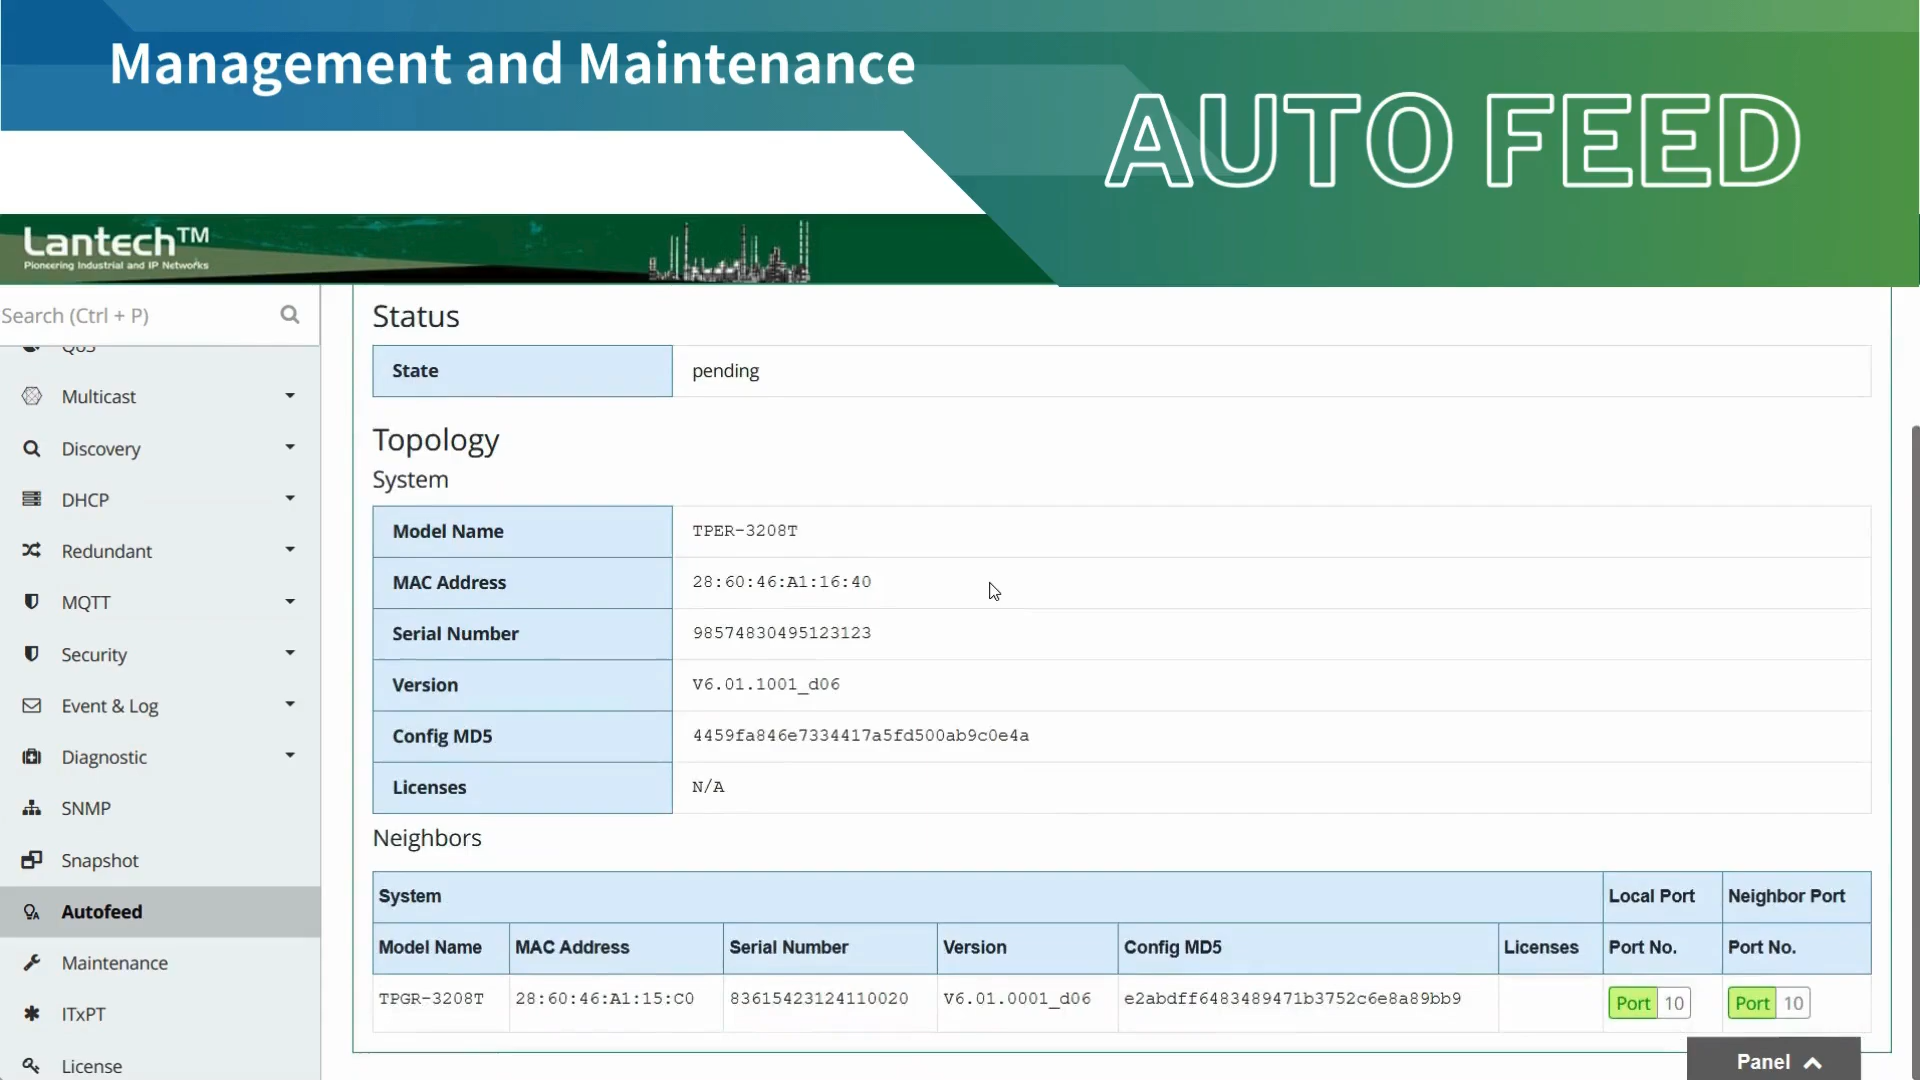 Management and Maintenance
AUTO FEED
Lantech™
Pioneering Industrial and IP Networks
Search (Ctrl + P)
QoS
Multicast
Discovery
DHCP
Redundant
MQTT
Security
Event & Log
Diagnostic
SNMP
Snapshot
Autofeed
Maintenance
ITxPT
License
Status
State pending
Topology
System
Model Name TPER-3208T
MAC Address 28:60:46:A1:16:40
Serial Number 98574830495123123
Version V6.01.1001_d06
Config MD5 4459fa846e7334417a5fd500ab9c0e4a
Licenses N/A
Neighbors
System Local Port Neighbor Port
Model Name MAC Address Serial Number Version Config MD5 Licenses Port No. Port No.
TPGR-3208T 28:60:46:A1:15:C0 83615423124110020 V6.01.0001_d06 e2abdff6483489471b3752c6e8a89bb9 Port 10 Port 10
Panel